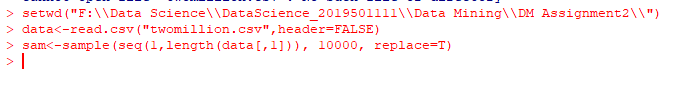 > setwd("F:\\Data Science\\DataScience_2019501111\\Data Mining\\DM Assignment2\\")
> data<-read.csv("twomillion.csv",header=FALSE)
> sam<-sample(seq(1,length(data[,1])), 10000, replace=T)
>